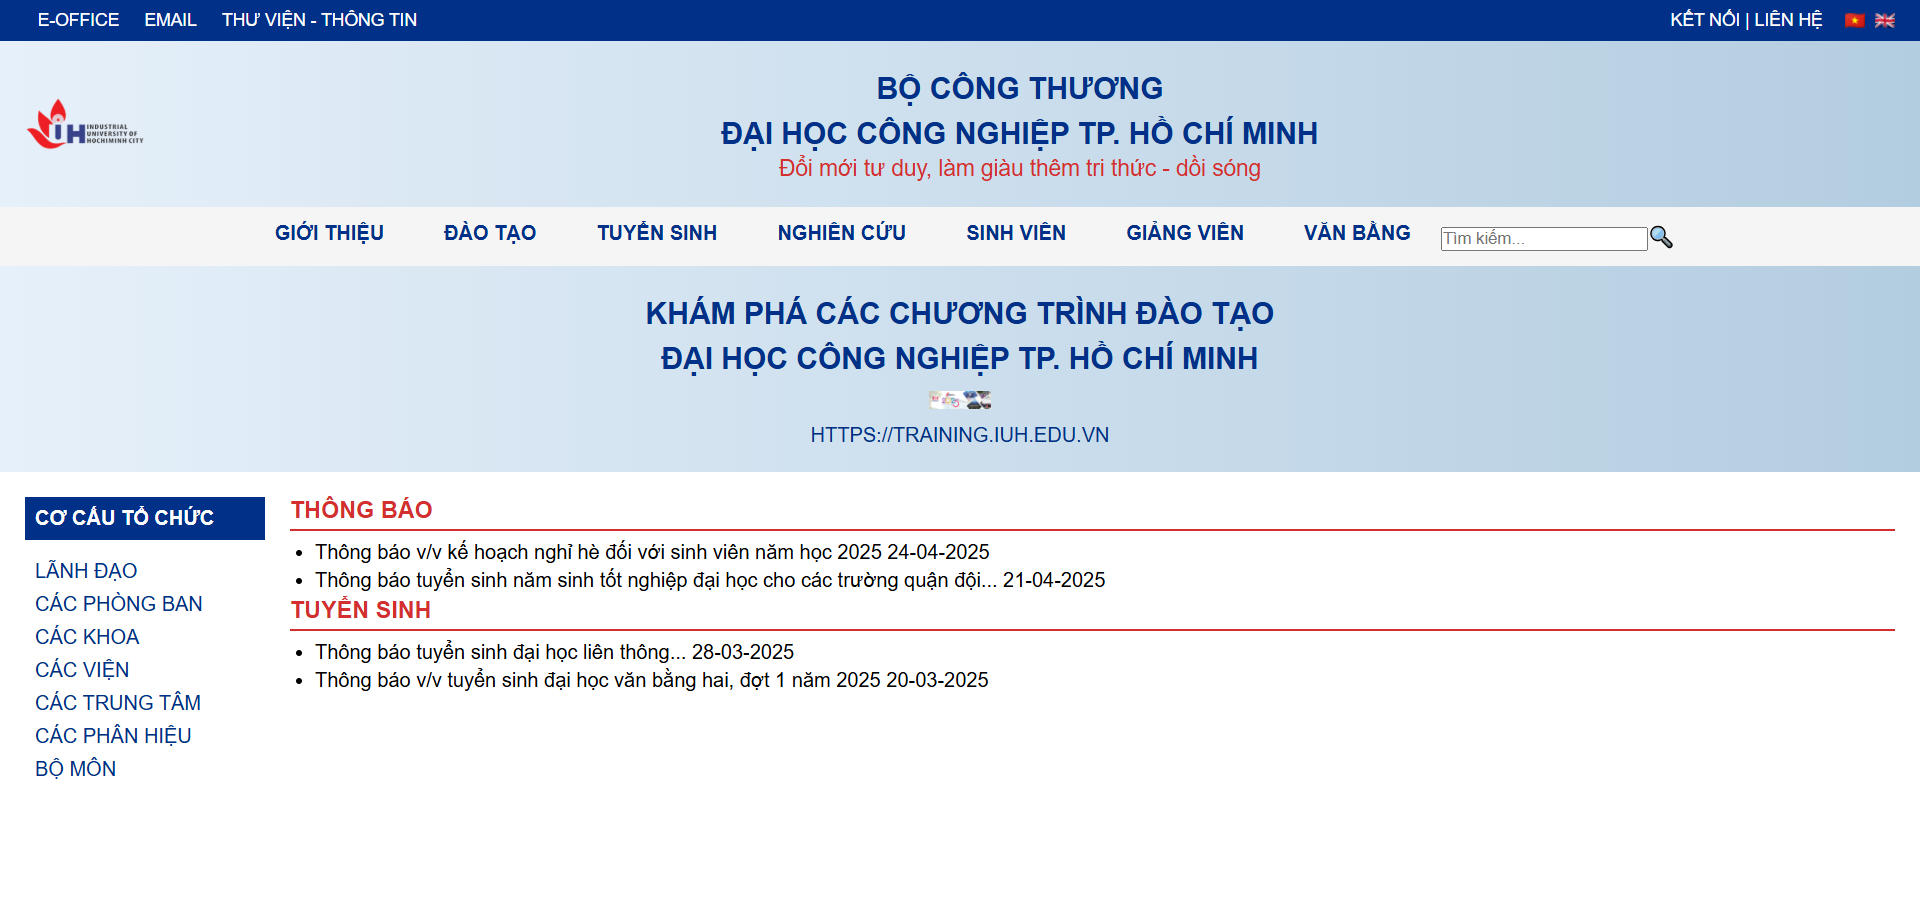 E-OFFICE EMAIL THƯ VIỆN - THÔNG TIN KẾT NỐI | LIÊN HỆ
INDUSTRIAL
UNIVERSITY OF
HOCHIMINH CITY
IUH
BỘ CÔNG THƯƠNG
ĐẠI HỌC CÔNG NGHIỆP TP. HỒ CHÍ MINH
Đổi mới tư duy, làm giàu thêm tri thức - dồi sóng
GIỚI THIỆU ĐÀO TẠO TUYỂN SINH NGHIÊN CỨU SINH VIÊN GIẢNG VIÊN VĂN BẰNG Tìm kiếm...
KHÁM PHÁ CÁC CHƯƠNG TRÌNH ĐÀO TẠO
ĐẠI HỌC CÔNG NGHIỆP TP. HỒ CHÍ MINH
HTTPS://TRAINING.IUH.EDU.VN
CƠ CẤU TỔ CHỨC
LÃNH ĐẠO
CÁC PHÒNG BAN
CÁC KHOA
CÁC VIỆN
CÁC TRUNG TÂM
CÁC PHÂN HIỆU
BỘ MÔN
THÔNG BÁO
Thông báo v/v kế hoạch nghỉ hè đối với sinh viên năm học 2025 24-04-2025
Thông báo tuyển sinh năm sinh tốt nghiệp đại học cho các trường quận đội... 21-04-2025
TUYỂN SINH
Thông báo tuyển sinh đại học liên thông... 28-03-2025
Thông báo v/v tuyển sinh đại học văn bằng hai, đợt 1 năm 2025 20-03-2025